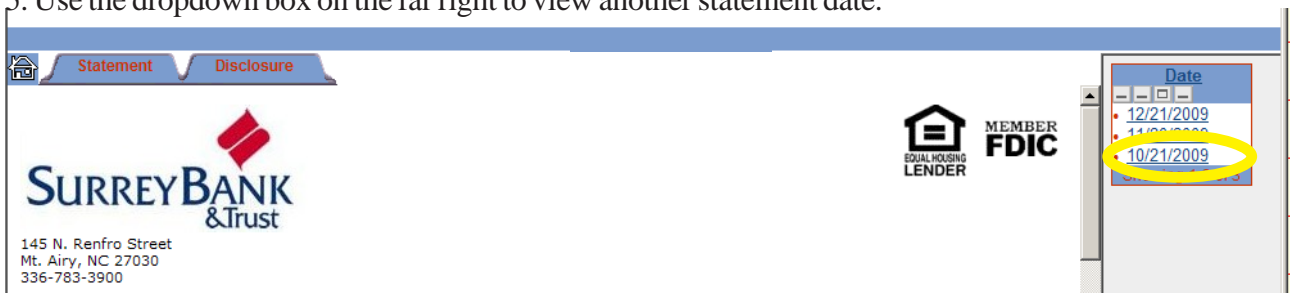 5. Use the dropdown box on the far right to view another statement date.
Statement
Disclosure
Date
12/21/2009
10/21/2009
SURREYBANK
&Trust
EQUAL HOUSING
LENDER
MEMBER
FDIC
145 N. Renfro Street
Mt. Airy, NC 27030
336-783-3900